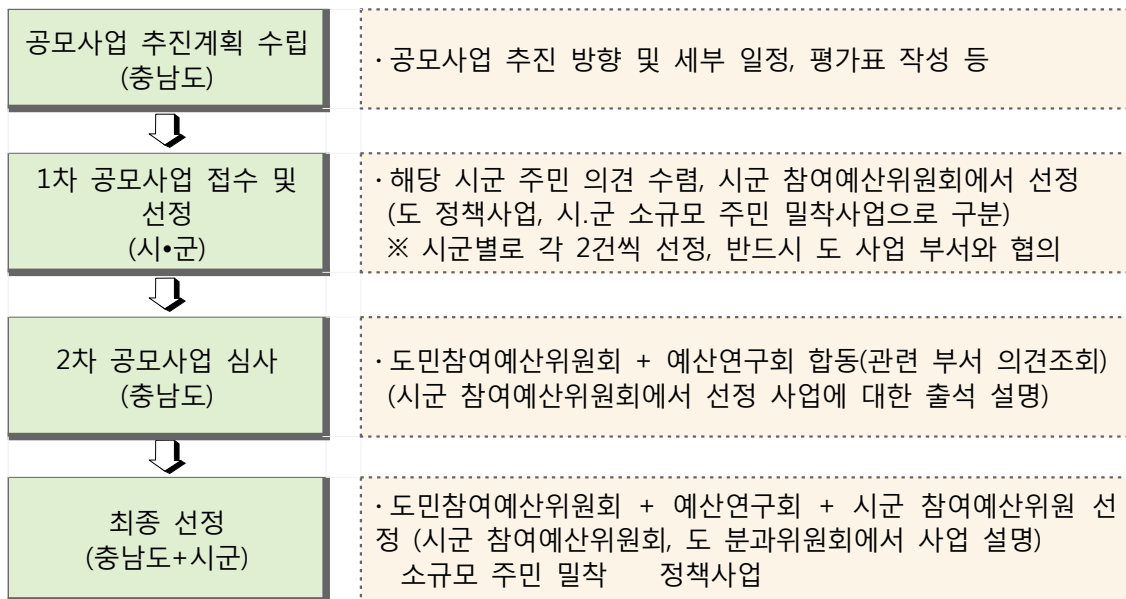 공모사업 추진계획 수립
(충남도)
· 공모사업 추진 방향 및 세부 일정, 평가표 작성 등
1차 공모사업 접수 및
선정
(시•군)
· 해당 시군 주민 의견 수렴, 시군 참여예산위원회에서 선정
(도 정책사업, 시.군 소규모 주민 밀착사업으로 구분)
※ 시군별로 각 2건씩 선정, 반드시 도 사업 부서와 협의
2차 공모사업 심사
(충남도)
· 도민참여예산위원회 + 예산연구회 합동(관련 부서 의견조회)
(시군 참여예산위원회에서 선정 사업에 대한 출석 설명)
최종 선정
(충남도+시군)
· 도민참여예산위원회 + 예산연구회 + 시군 참여예산위원 선
정 (시군 참여예산위원회, 도 분과위원회에서 사업 설명)
소규모 주민 밀착 정책사업